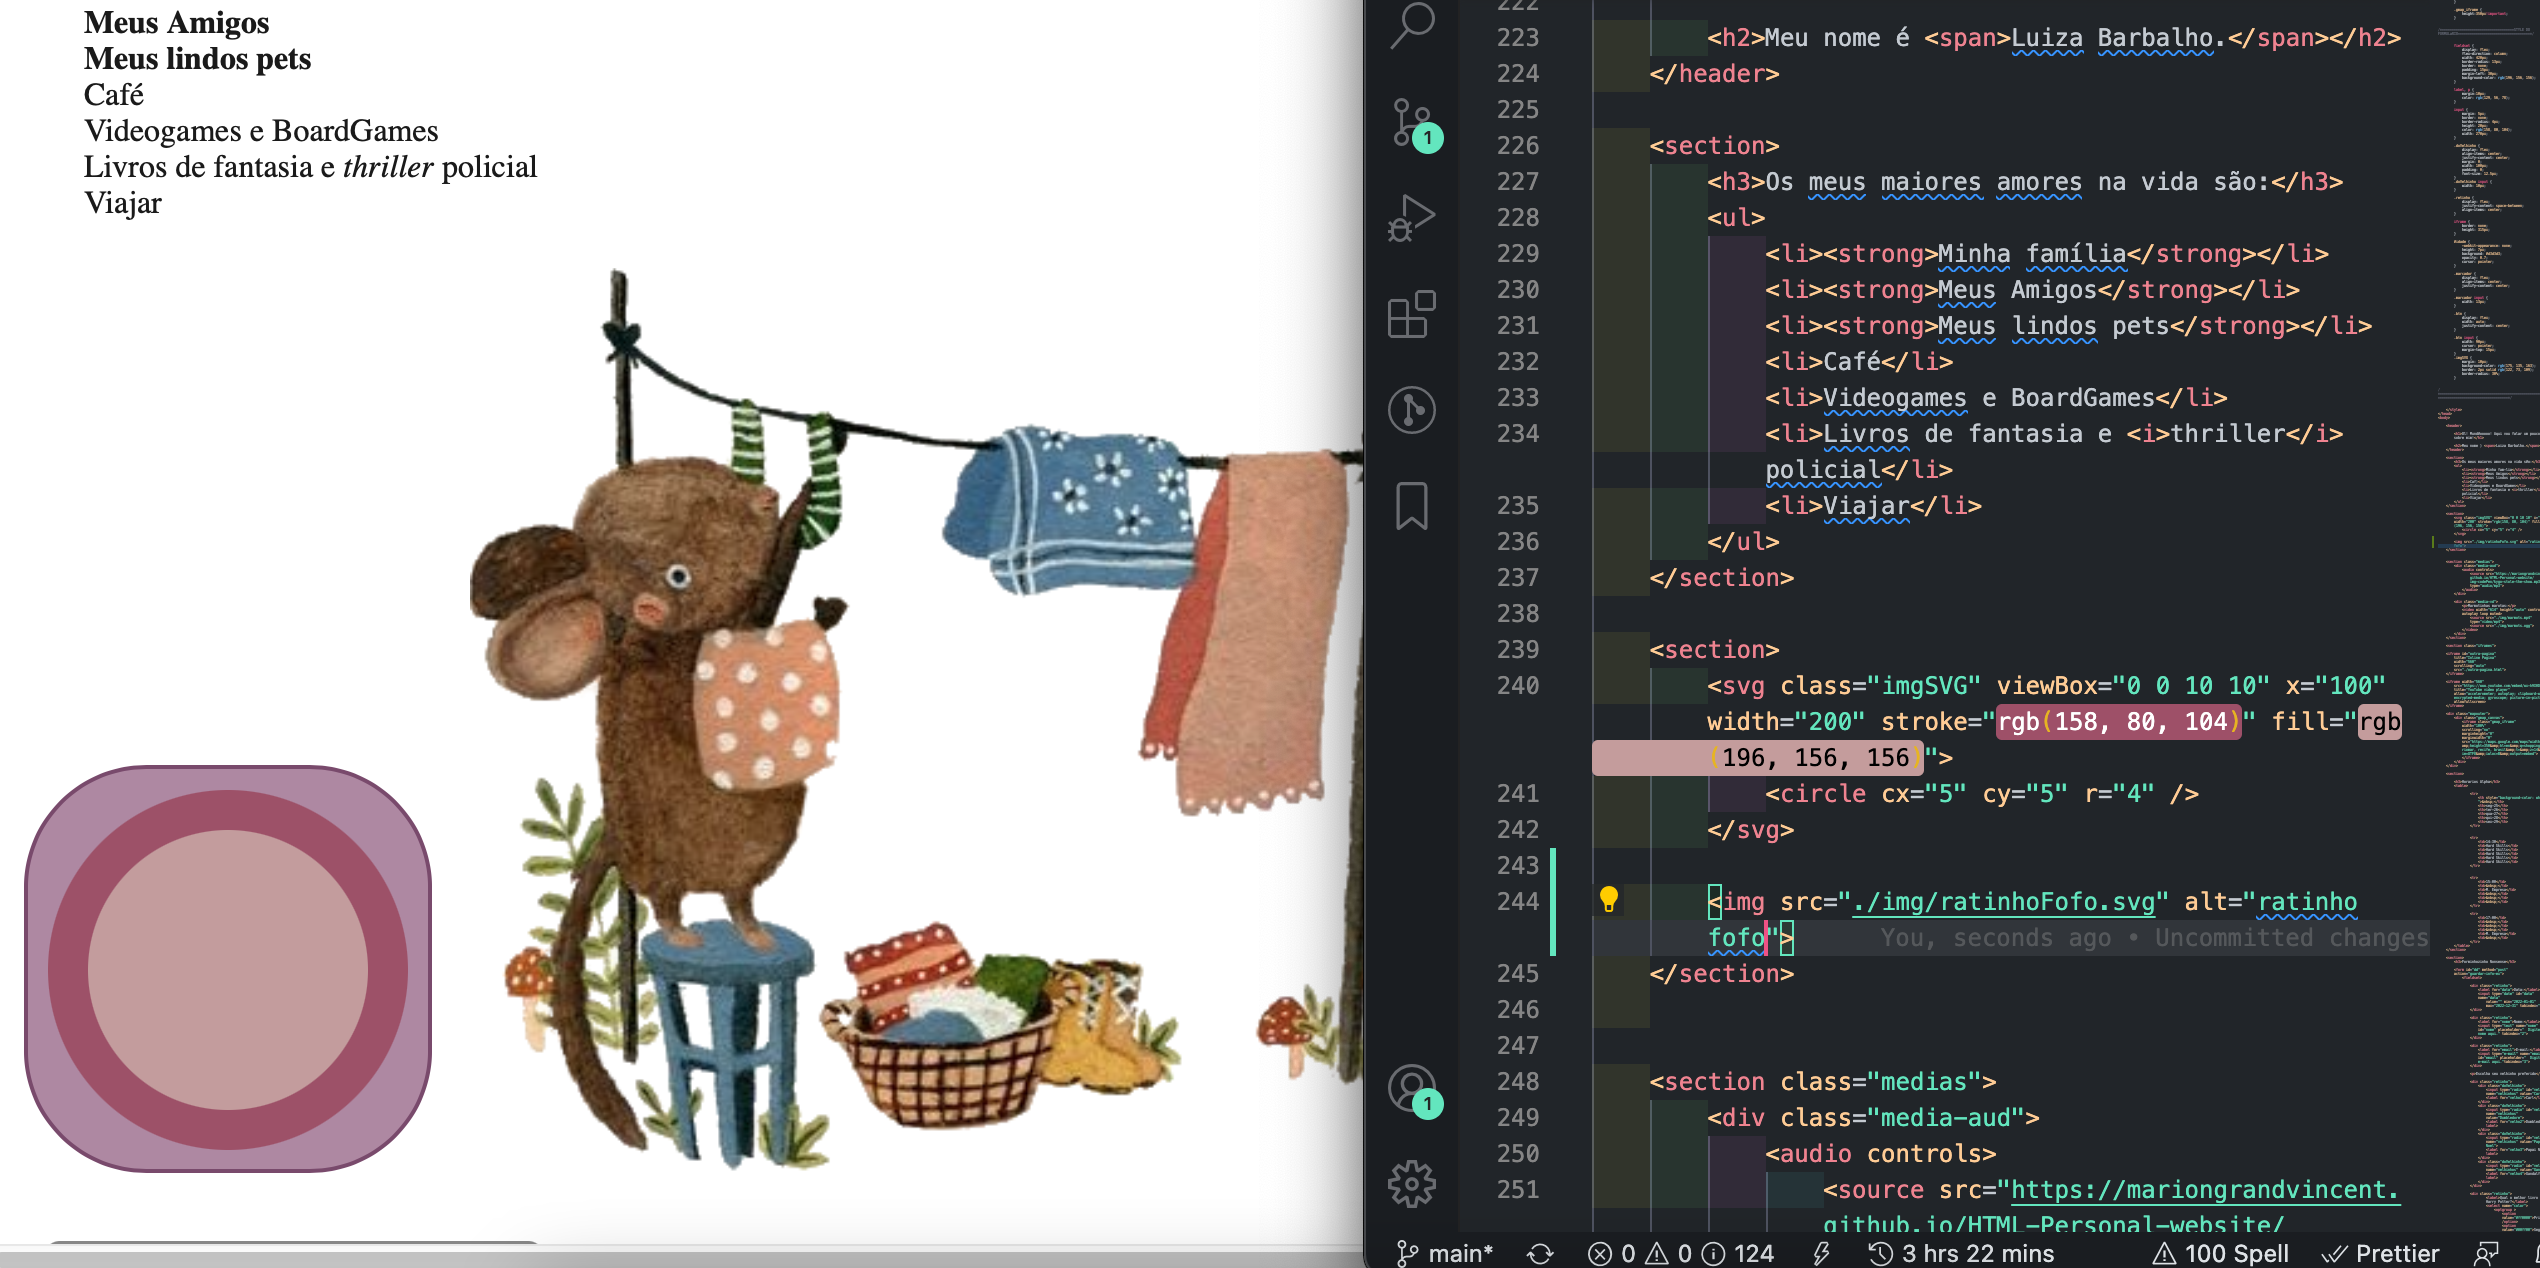 Meus Amigos
Meus lindos pets
Café
Videogames e BoardGames
Livros de fantasia e thriller policial
Viajar
222
223 <h2>Meu nome é <span>Luiza Barbalho.</span></h2>
224 </header>
225
226 <section>
227 <h3>Os meus maiores amores na vida são:</h3>
228 <ul>
229 <li><strong>Minha família</strong></li>
230 <li><strong>Meus Amigos</strong></li>
231 <li><strong>Meus lindos pets</strong></li>
232 <li>Café</li>
233 <li>Videogames e BoardGames</li>
234 <li>Livros de fantasia e <i>thriller</i>
policial</li>
235 <li>Viajar</li>
236 </ul>
237 </section>
238
239 <section>
240 <svg class="imgSVG" viewBox="0 0 10 10" x="100"
width="200" stroke="rgb(158, 80, 104)" fill="rgb
(196, 156, 156)">
241 <circle cx="5" cy="5" r="4" />
242 </svg>
243
244 <img src="./img/ratinhoFofo.svg" alt="ratinho
fofo"> You, seconds ago • Uncommitted changes
245 </section>
246
247
248 <section class="medias">
249 <div class="media-aud">
250 <audio controls>
251 <source src="https://mariongrandvincent.
github.io/HTML-Personal-website/
1
1
main* 0 0 124 3 hrs 22 mins 100 Spell Prettier